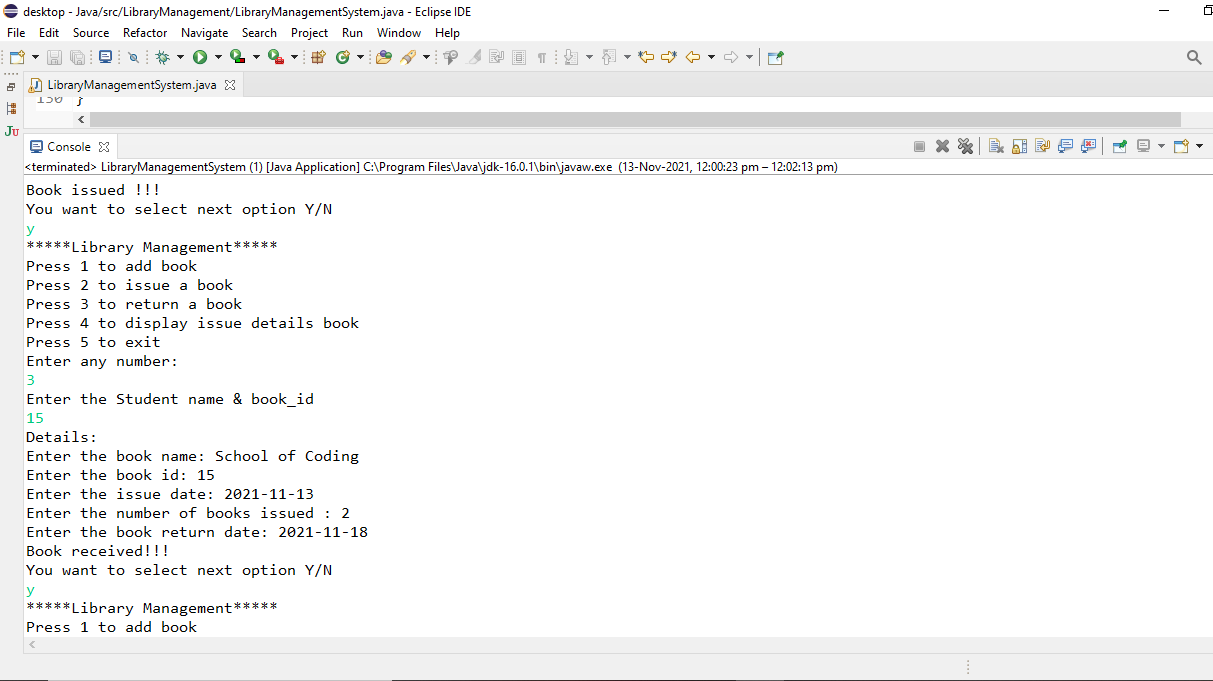 desktop - Java/src/LibraryManagement/LibraryManagementSystem.java - Eclipse IDE
File Edit Source Refactor Navigate Search Project Run Window Help
LibraryManagementSystem.java
130 }
Ju
Console
<terminated> LibraryManagementSystem (1) [Java Application] C:\Program Files\Java\jdk-16.0.1\bin\javaw.exe (13-Nov-2021, 12:00:23 pm – 12:02:13 pm)
Book issued !!!
You want to select next option Y/N
y
*****Library Management*****
Press 1 to add book
Press 2 to issue a book
Press 3 to return a book
Press 4 to display issue details book
Press 5 to exit
Enter any number:
3
Enter the Student name & book_id
15
Details:
Enter the book name: School of Coding
Enter the book id: 15
Enter the issue date: 2021-11-13
Enter the number of books issued : 2
Enter the book return date: 2021-11-18
Book received!!!
You want to select next option Y/N
y
*****Library Management*****
Press 1 to add book